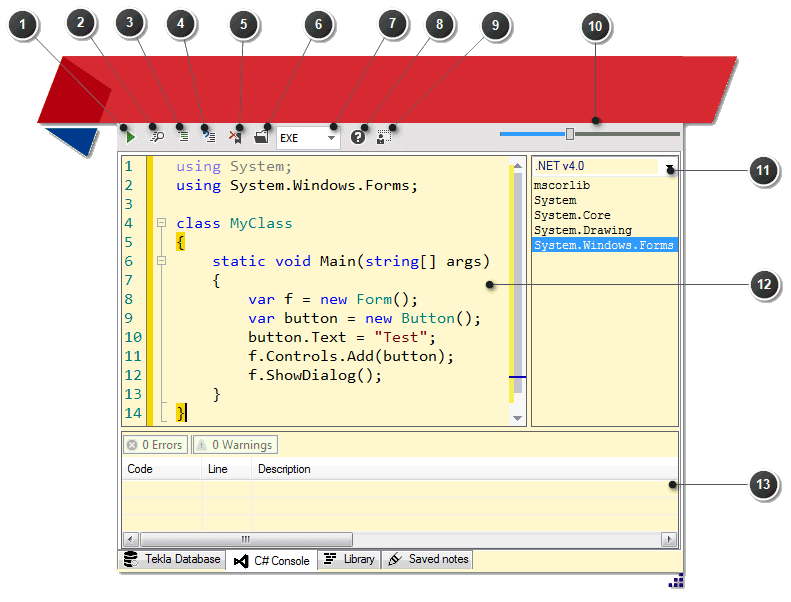 1 2 3 4 5 6 7 8 9 10
EXE
11
.NET v4.0
mscorlib
System
System.Core
System.Drawing
System.Windows.Forms
12
1 using System;
2 using System.Windows.Forms;
3
4 class MyClass
5 {
6 static void Main(string[] args)
7 {
8 var f = new Form();
9 var button = new Button();
10 button.Text = "Test";
11 f.Controls.Add(button);
12 f.ShowDialog();
13 }
14 }
0 Errors 0 Warnings
Code Line Description
13
Tekla Database C# Console Library Saved notes